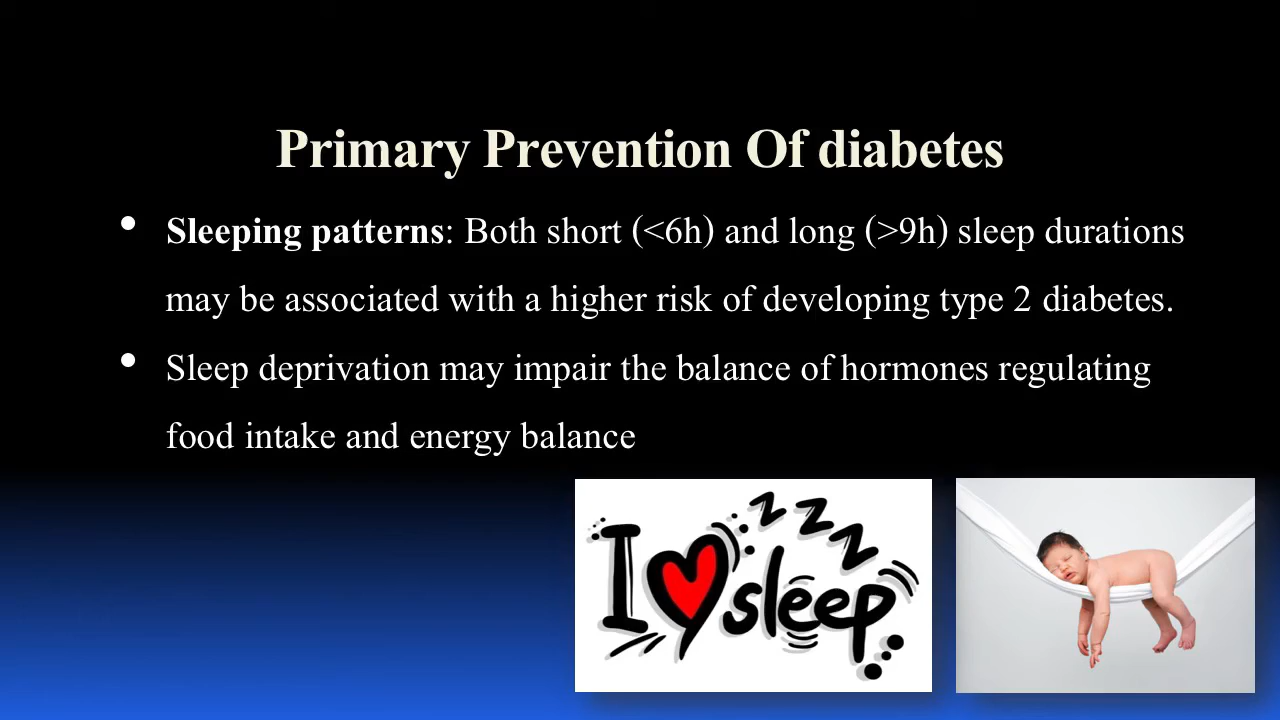 Primary Prevention Of diabetes
• Sleeping patterns: Both short (<6h) and long (>9h) sleep durations
may be associated with a higher risk of developing type 2 diabetes.
• Sleep deprivation may impair the balance of hormones regulating
food intake and energy balance
zzz
I ♥ sleep